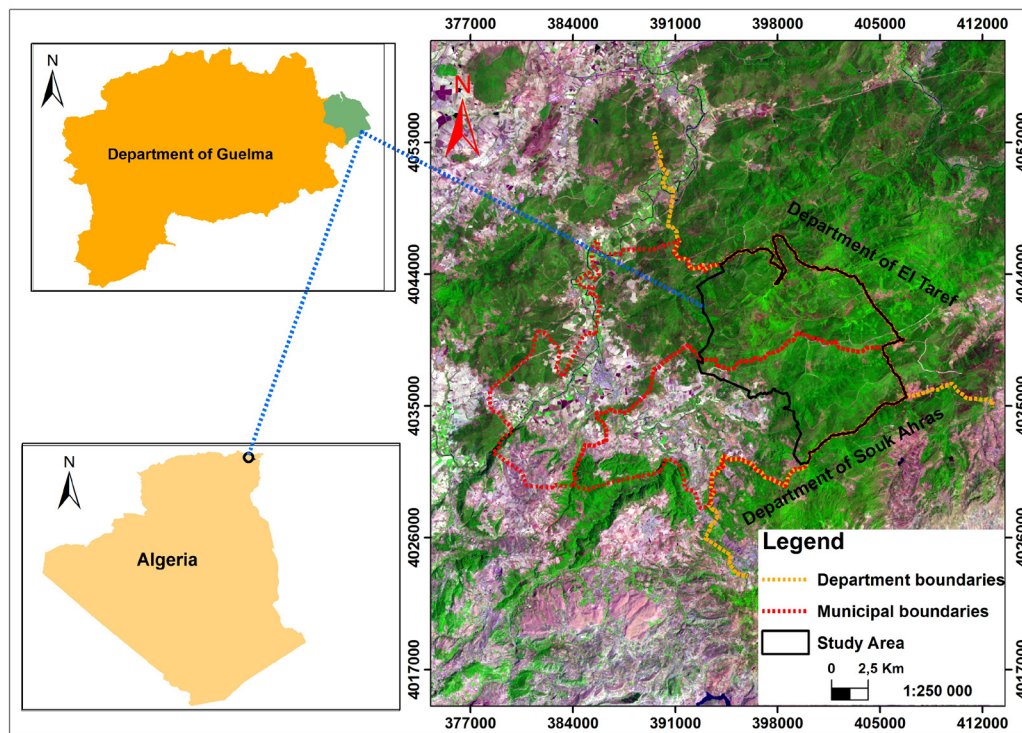 N
Department of Guelma
N
Algeria
377000 384000 391000 398000 405000 412000
N
4053000
4053000
4044000
4044000
4035000
4035000
4026000
4026000
4017000
4017000
Department of El Taref
Department of Souk Ahras
Legend
Department boundaries
Municipal boundaries
Study Area
0 2,5 Km
1:250 000
377000 384000 391000 398000 405000 412000